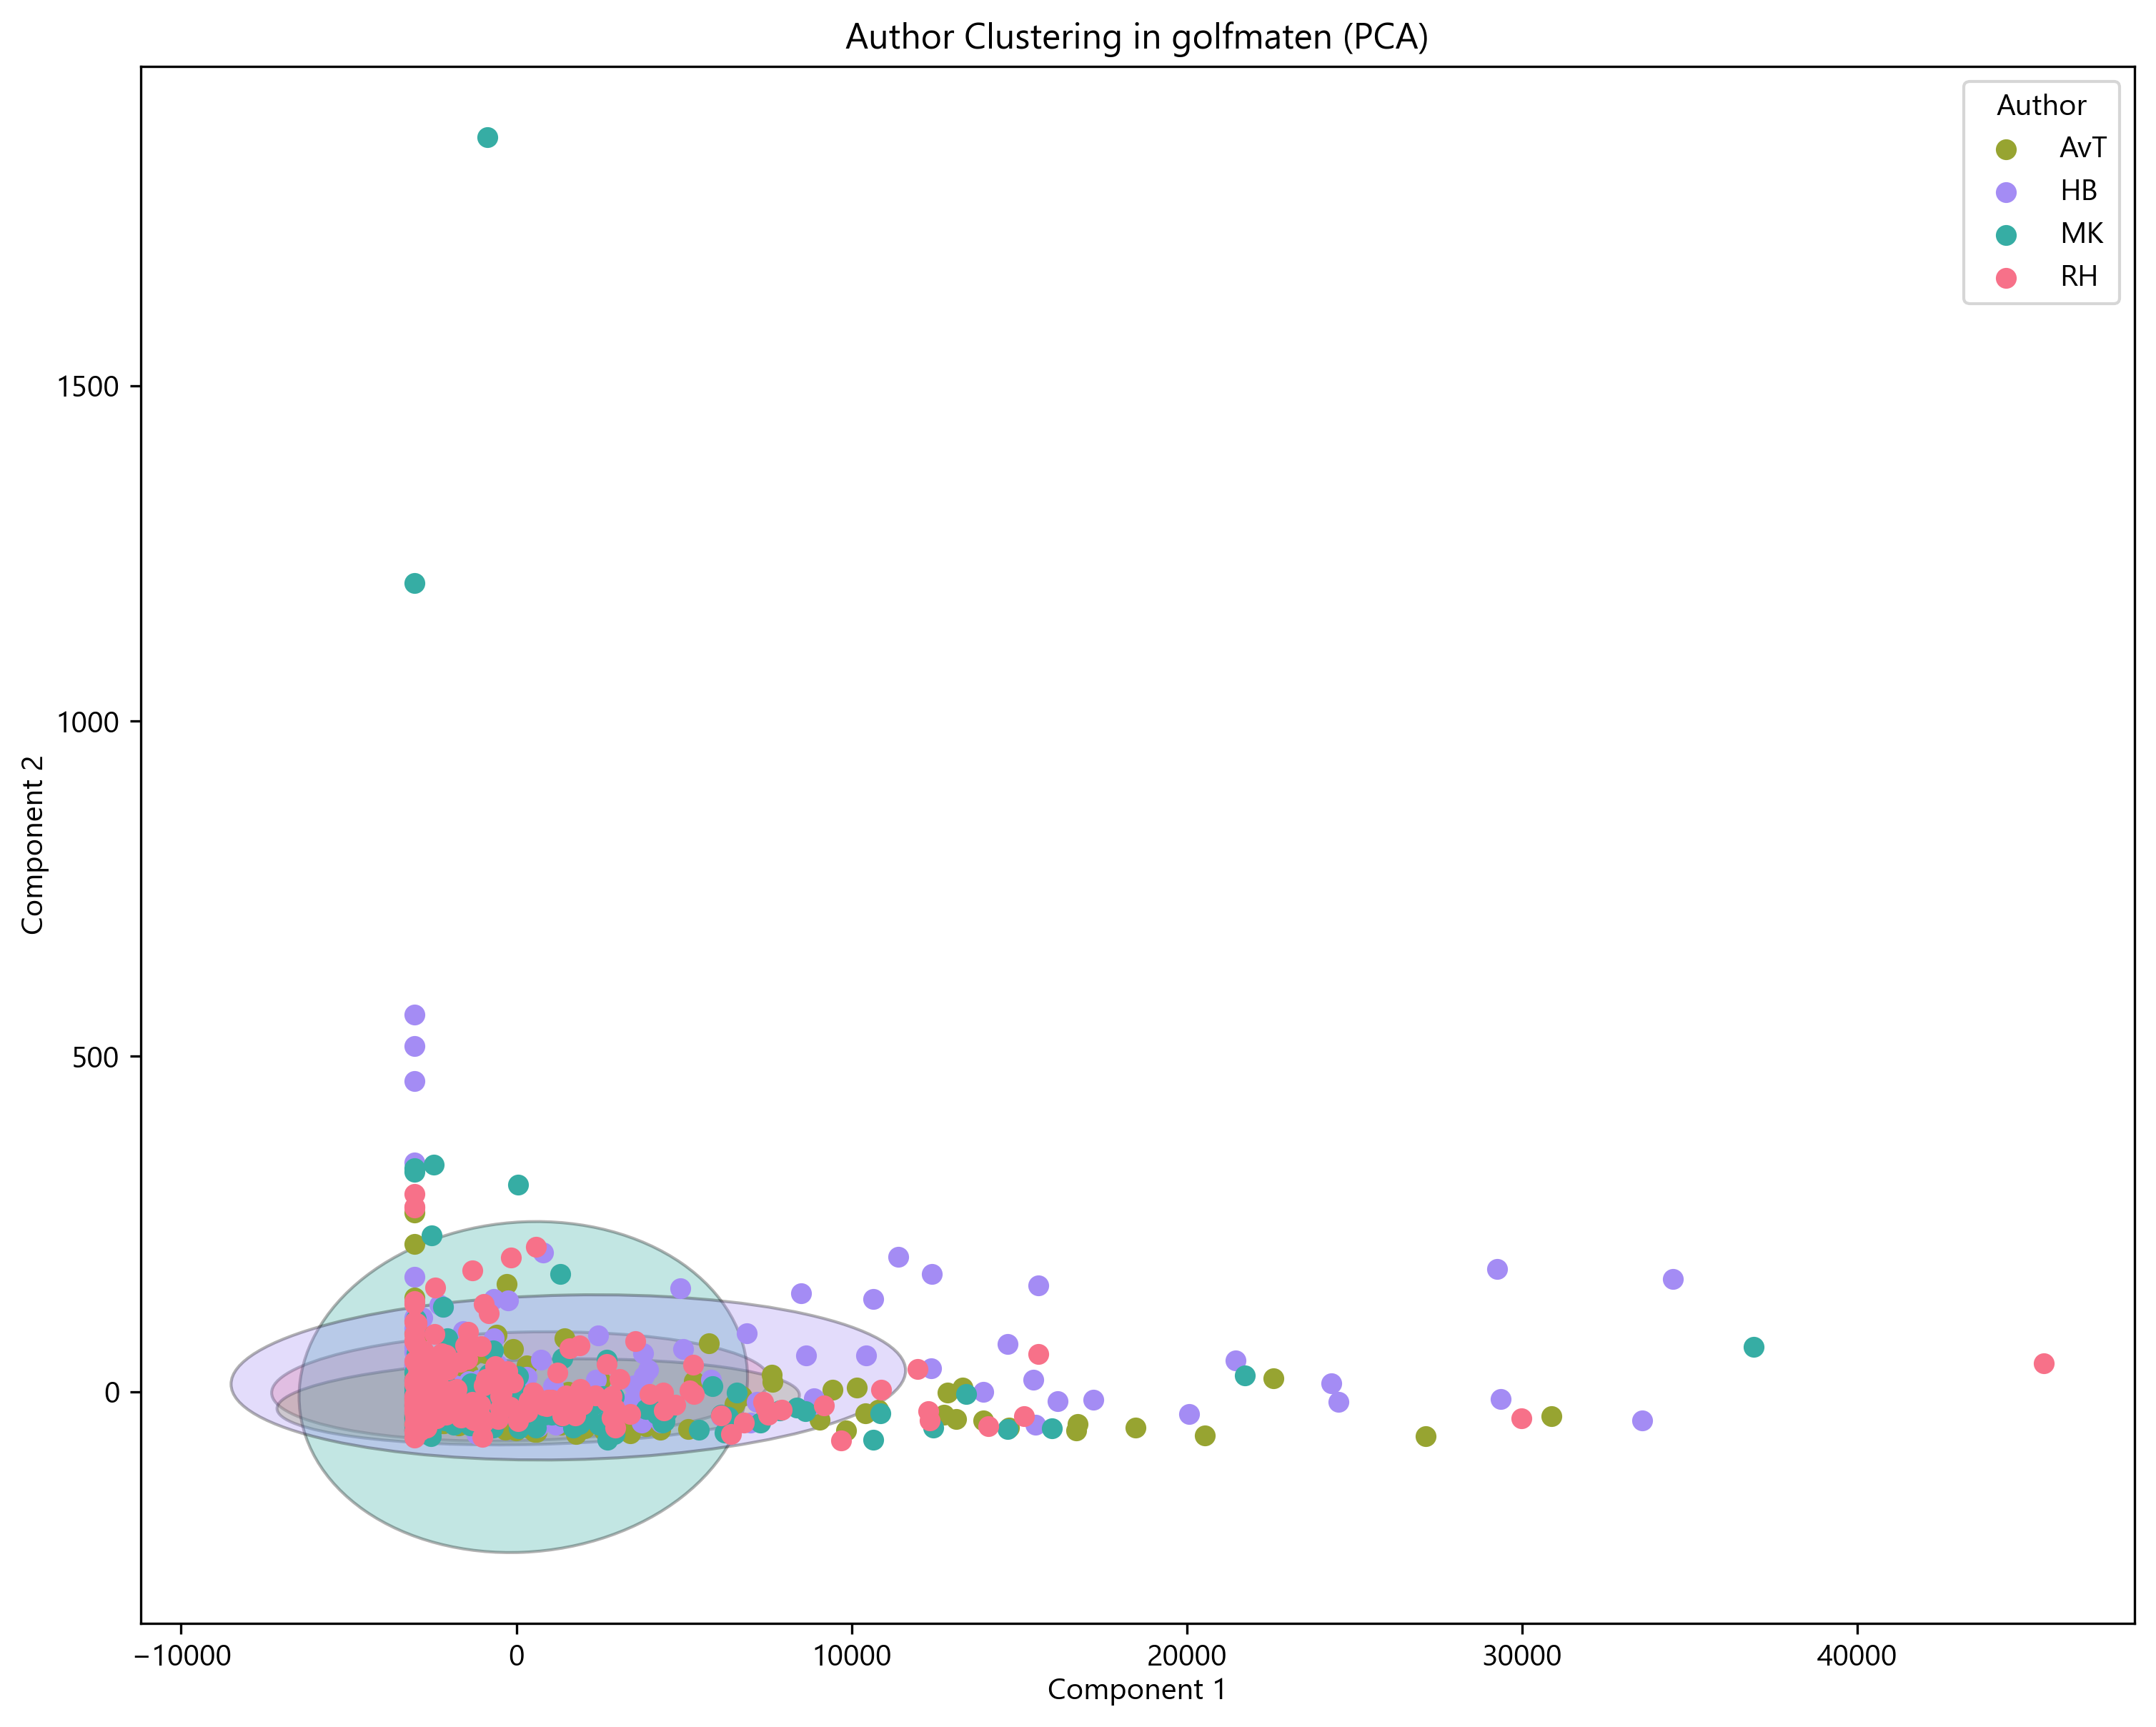 Author Clustering in golfmaten (PCA)
Author
AvT
HB
MK
RH
1500
1000
500
0
Component 2
−10000
0
10000
20000
30000
40000
Component 1